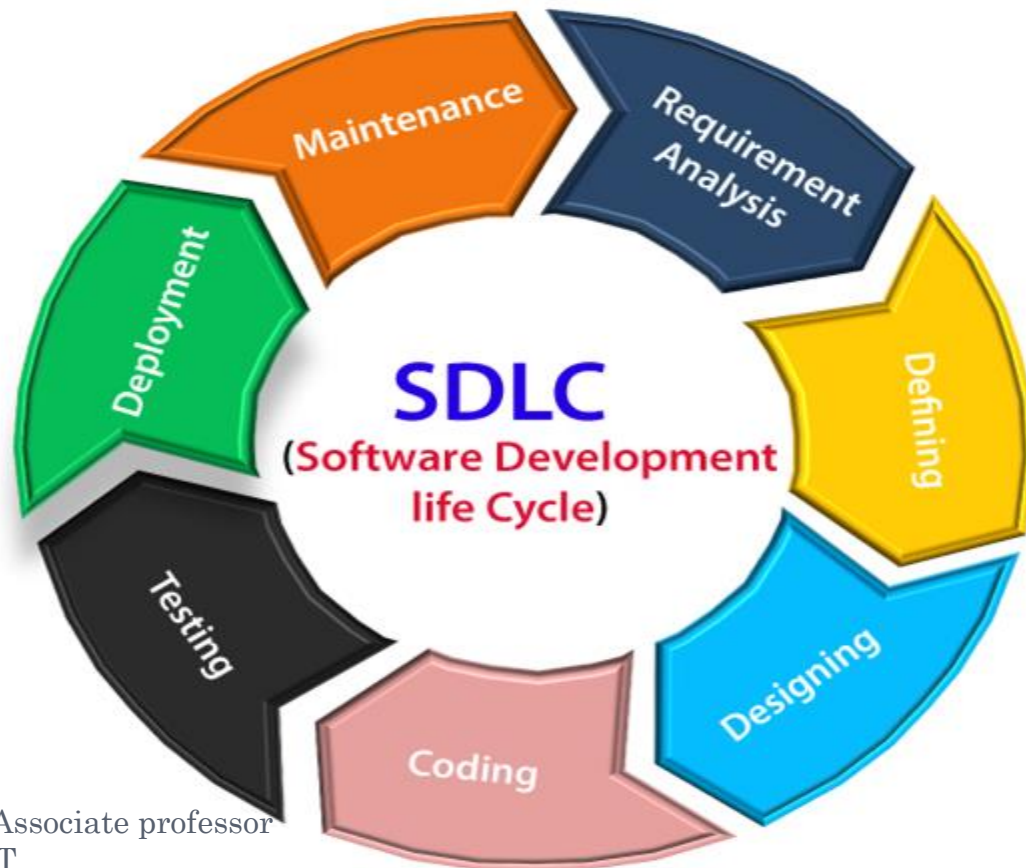 Maintenance
Requirement
Analysis
Defining
Designing
Coding
Testing
Deployment
SDLC
(Software Development
life Cycle)
Associate professor
T